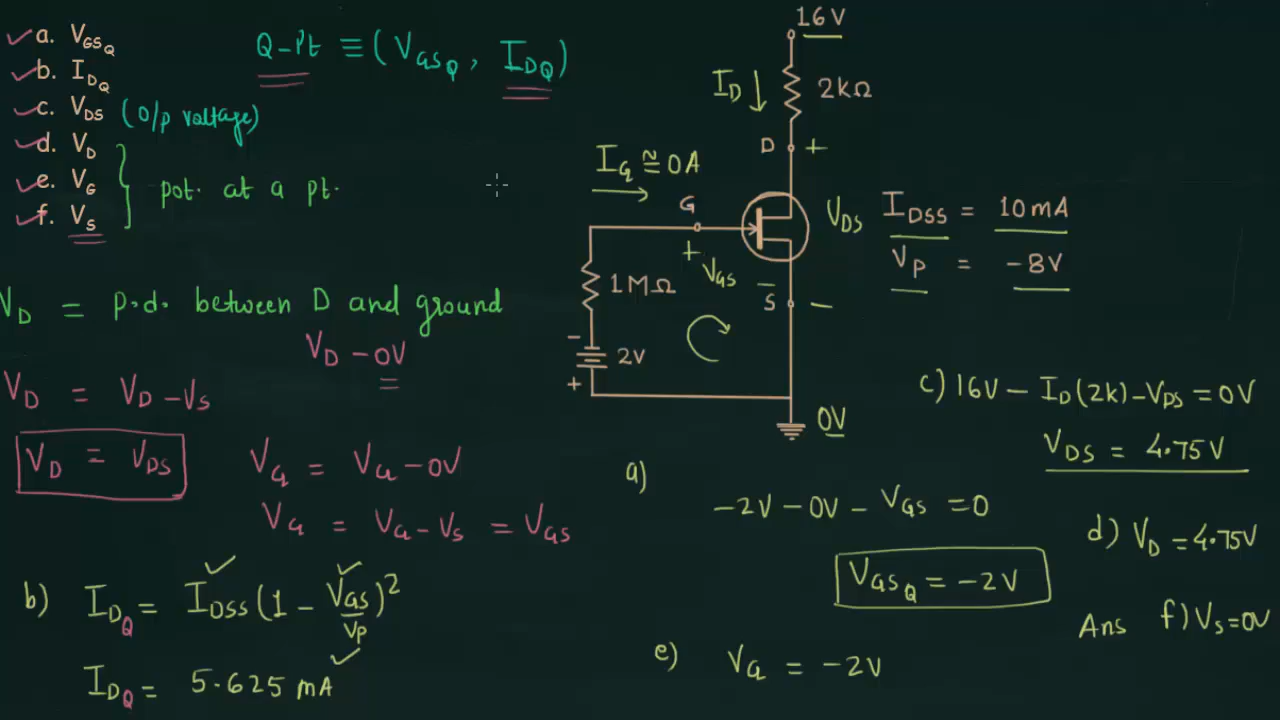 a. V_GSQ
b. I_DQ
c. V_DS (O/p voltage)
d. V_D
e. V_G
f. V_S
} pot. at a pt.
Q-Pt ≡ (V_GSQ, I_DQ)
V_D = p.d. between D and ground
V_D - 0V
V_D = V_D - V_S
V_D = V_DS
V_G = V_G - 0V
V_G = V_G - V_S = V_GS
b) I_DQ = I_DSS (1 - V_GS/V_P)²
I_DQ = 5.625 mA
16V
I_D ↓
2kΩ
D +
I_G ≅ 0A
G
+
V_GS
-
S -
V_DS
1MΩ
-
2V
+
0V
I_DSS = 10mA
V_P = -8V
a)
-2V - 0V - V_GS = 0
V_GSQ = -2V
e) V_G = -2V
c) 16V - I_D(2k) - V_DS = 0V
V_DS = 4.75V
d) V_D = 4.75V
Ans f) V_S = 0V